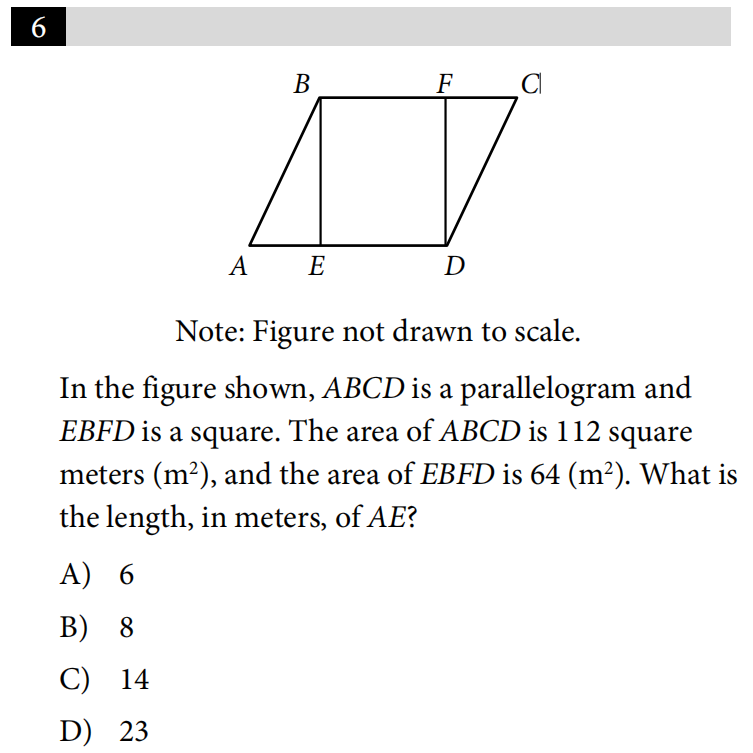 6
B F C
A E D
Note: Figure not drawn to scale.
In the figure shown, ABCD is a parallelogram and
EBFD is a square. The area of ABCD is 112 square
meters (m²), and the area of EBFD is 64 (m²). What is
the length, in meters, of AE?
A) 6
B) 8
C) 14
D) 23